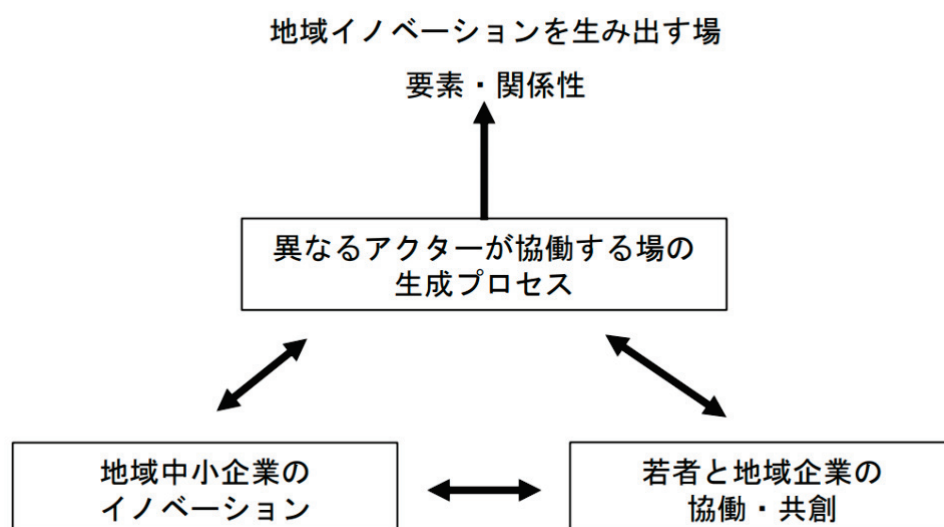 地域イノベーションを生み出す場
要素・関係性
異なるアクターが協働する場の
生成プロセス
地域中小企業の
イノベーション
若者と地域企業の
協働・共創